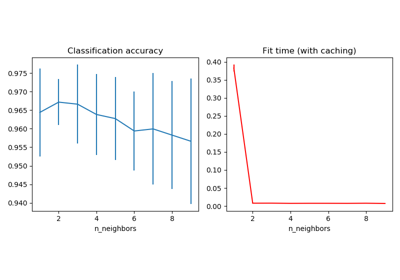 Classification accuracy
0.975
0.970
0.965
0.960
0.955
0.950
0.945
0.940
2 4 6 8
n_neighbors
Fit time (with caching)
0.40
0.35
0.30
0.25
0.20
0.15
0.10
0.05
0.00
2 4 6 8
n_neighbors